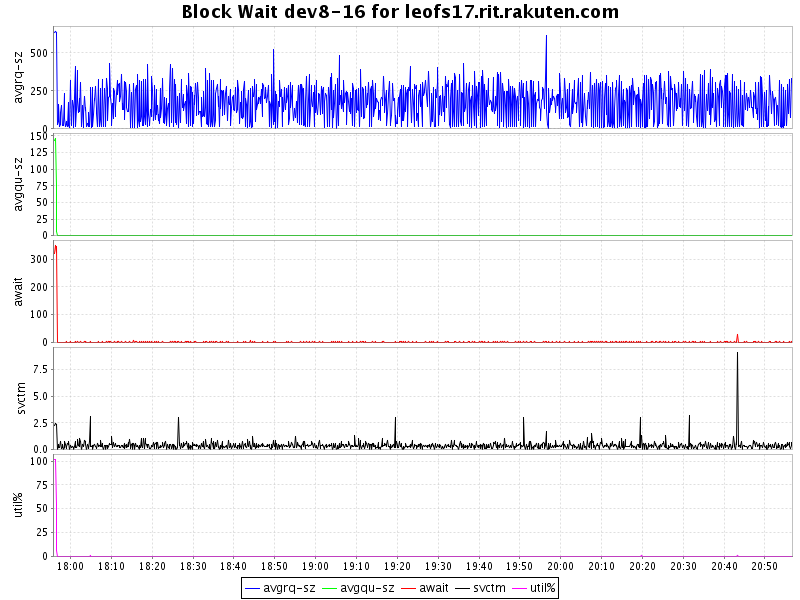 Block Wait dev8-16 for leofs17.rit.rakuten.com
avgrq-sz
500
250
0
avgqu-sz
150
125
100
75
50
25
0
await
300
200
100
0
svctm
7.5
5.0
2.5
0.0
util%
100
75
50
25
0
18:00 18:10 18:20 18:30 18:40 18:50 19:00 19:10 19:20 19:30 19:40 19:50 20:00 20:10 20:20 20:30 20:40 20:50
avgrq-sz avgqu-sz await svctm util%